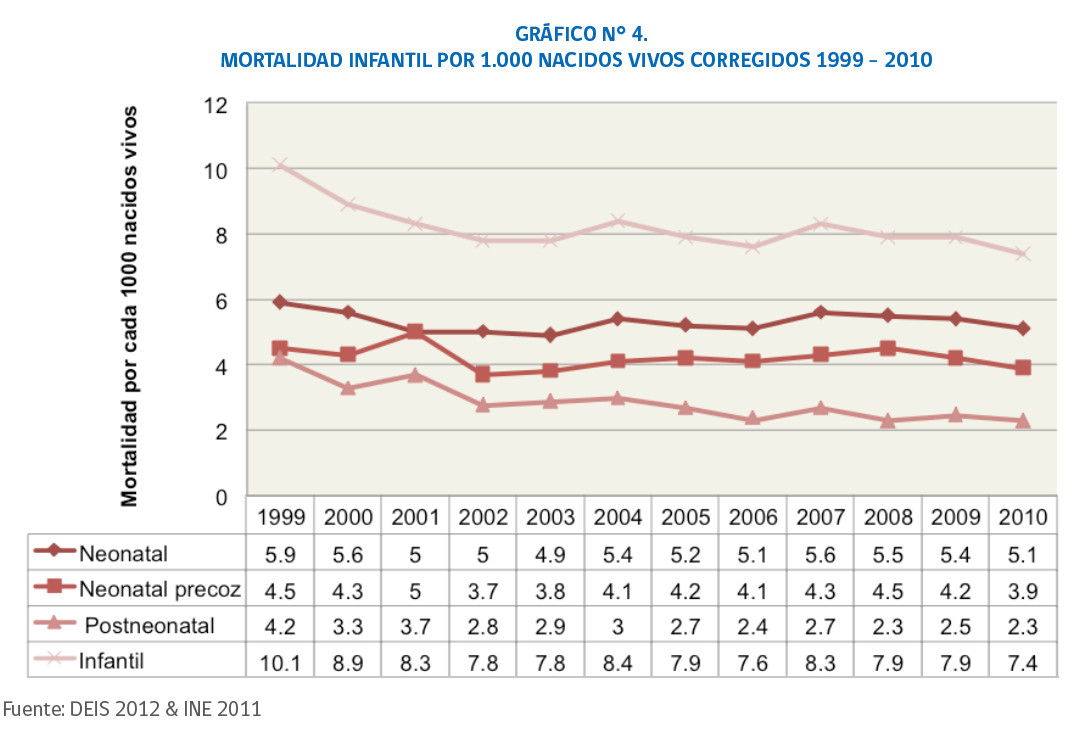 GRÁFICO N° 4.
MORTALIDAD INFANTIL POR 1.000 NACIDOS VIVOS CORREGIDOS 1999 – 2010
Mortalidad por cada 1000 nacidos vivos
12
10
8
6
4
2
0
1999 2000 2001 2002 2003 2004 2005 2006 2007 2008 2009 2010
Neonatal 5.9 5.6 5 5 4.9 5.4 5.2 5.1 5.6 5.5 5.4 5.1
Neonatal precoz 4.5 4.3 5 3.7 3.8 4.1 4.2 4.1 4.3 4.5 4.2 3.9
Postneonatal 4.2 3.3 3.7 2.8 2.9 3 2.7 2.4 2.7 2.3 2.5 2.3
Infantil 10.1 8.9 8.3 7.8 7.8 8.4 7.9 7.6 8.3 7.9 7.9 7.4
Fuente: DEIS 2012 & INE 2011